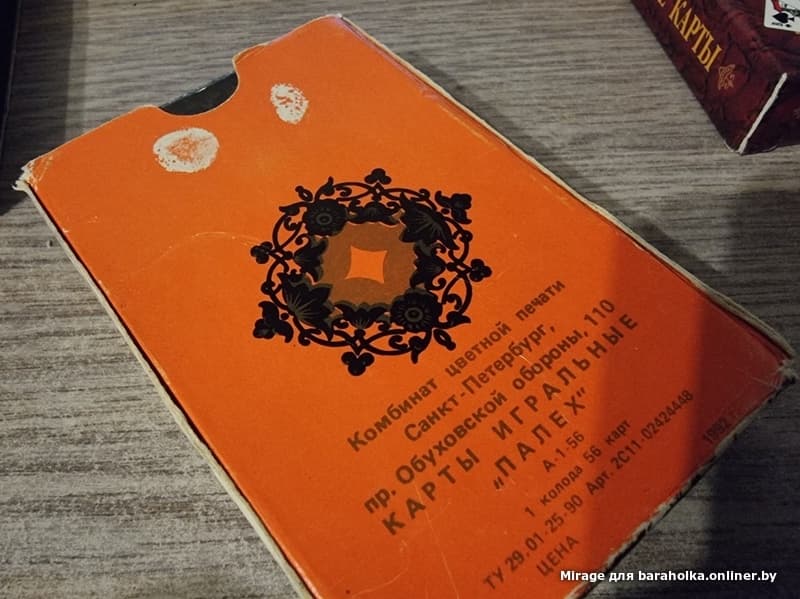 Е КАРТЫ
Комбинат цветной печати
Санкт-Петербург,
пр. Обуховской обороны, 110
КАРТЫ ИГРАЛЬНЫЕ
„ПАЛЕХ"
А-1-56
1 колода 56 карт
ТУ 29.01-25-90 Арт. 2С11-02424448
ЦЕНА
1992 г.
Mirage для baraholka.onliner.by